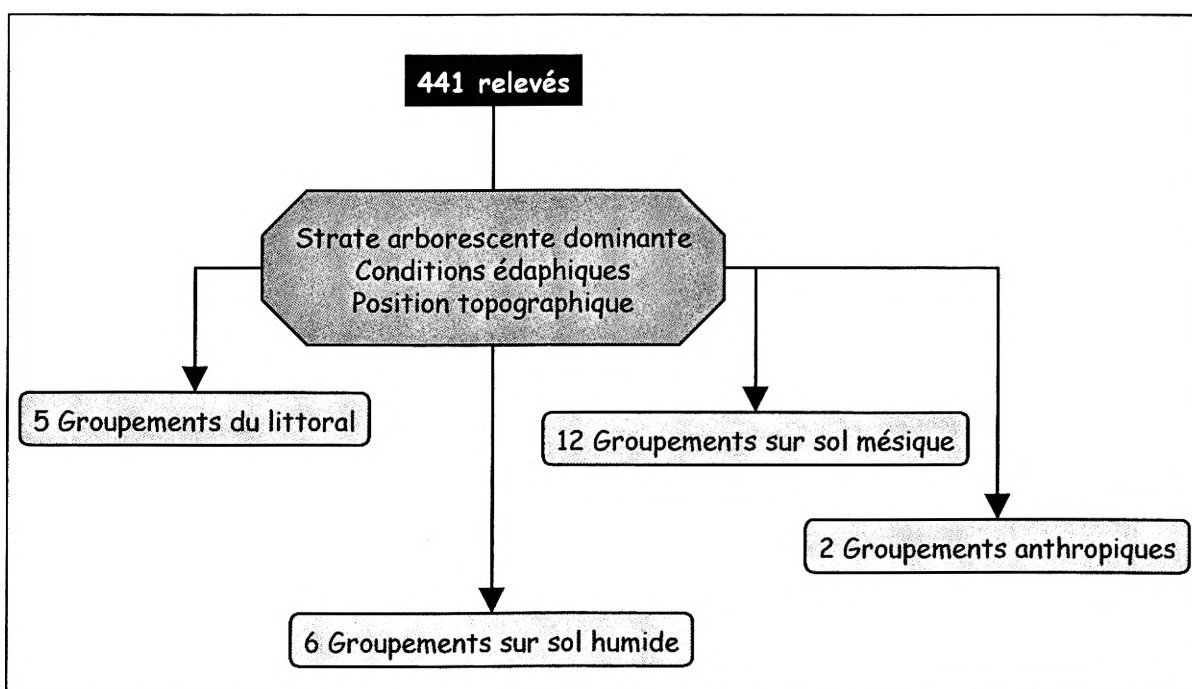 441 relevés
Strate arborescente dominante
Conditions édaphiques
Position topographique
5 Groupements du littoral
12 Groupements sur sol mésique
2 Groupements anthropiques
6 Groupements sur sol humide